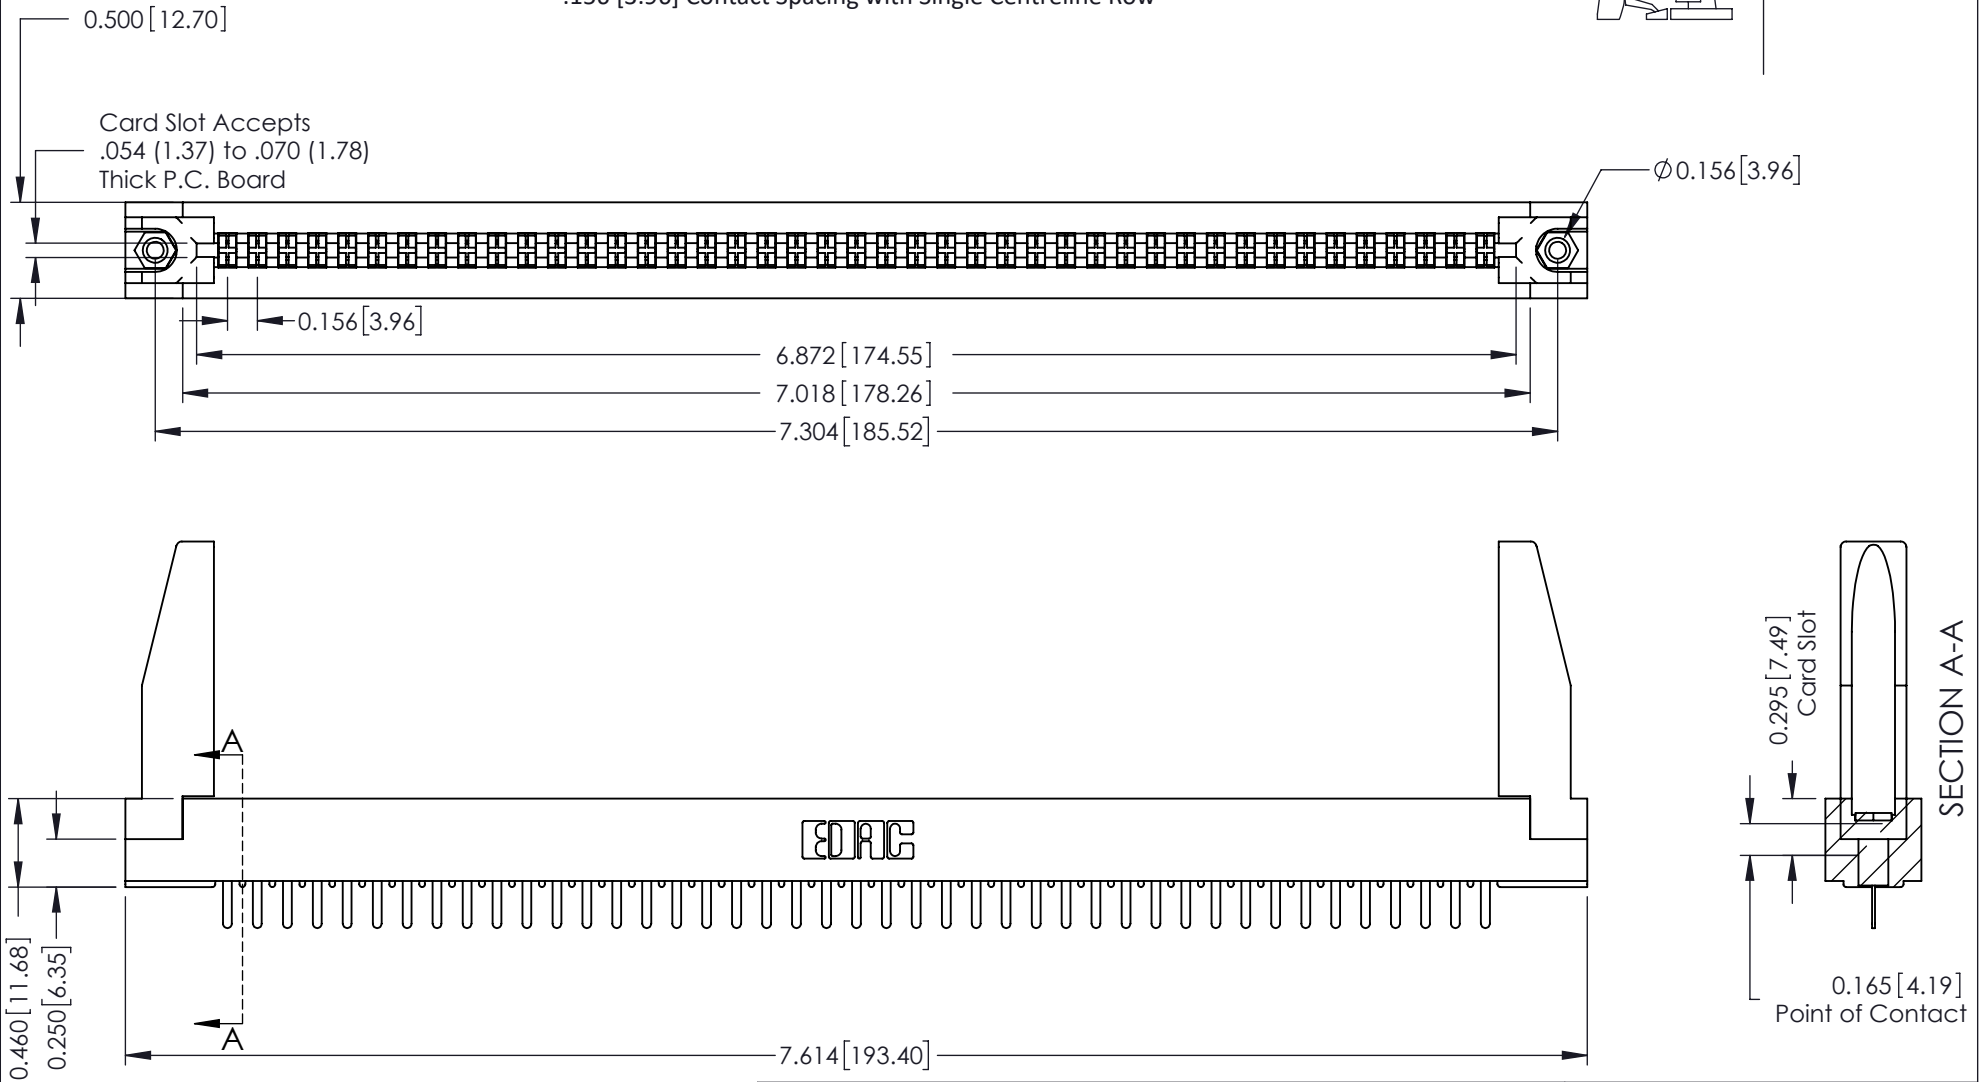 .156 [3.96] Contact Spacing with Single Centreline Row
0.500 [12.70]
Card Slot Accepts
.054 (1.37) to .070 (1.78)
Thick P.C. Board
Ø0.156[3.96]
0.156[3.96]
6.872[174.55]
7.018[178.26]
7.304[185.52]
0.295[7.49]
Card Slot
SECTION A-A
A
EDAC
0.460[11.68]
0.250[6.35]
A
0.165[4.19]
Point of Contact
7.614[193.40]